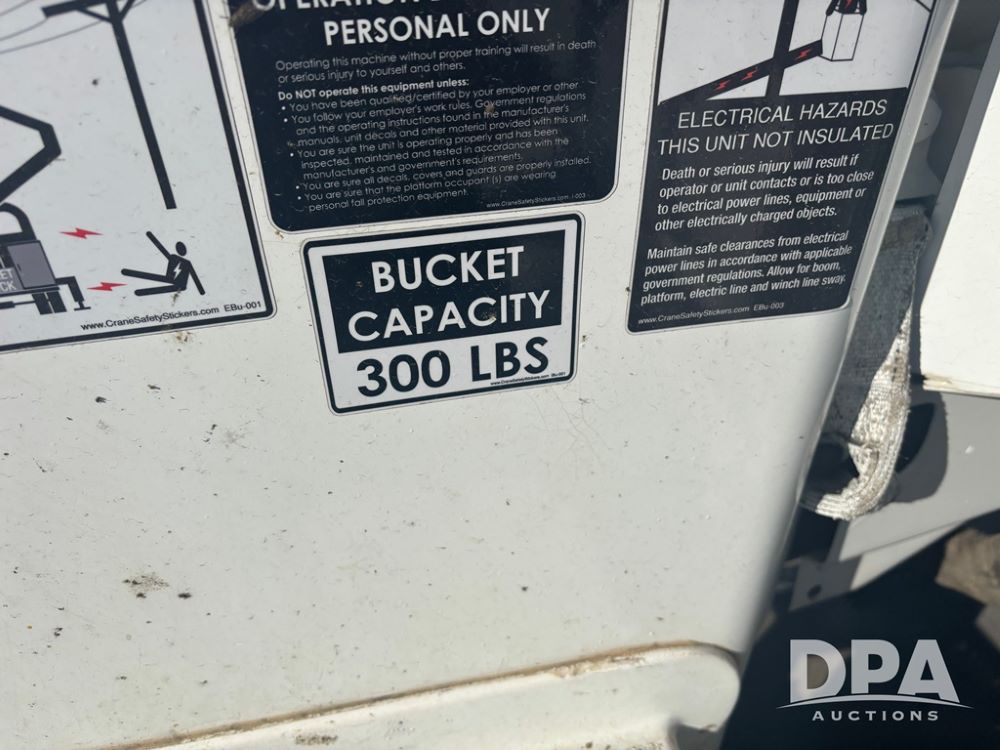 PERSONAL ONLY
Operating this machine without proper training will result in death
or serious injury to yourself and others.
Do NOT operate this equipment unless:
• You have been qualified/certified by your employer or other
• You follow your employer's work rules. Government regulations
and the operating instructions found in the manufacturer's
manuals, unit decals and other material provided with this unit.
• You are sure the unit is operating properly and has been
inspected, maintained and tested in accordance with the
manufacturer's and government's requirements.
• You are sure all decals, covers and guards are properly installed.
• You are sure that the platform occupant (s) are wearing
personal fall protection equipment.
www.CraneSafetyStickers.com
www.CraneSafetyStickers.com EBu-001
BUCKET
CAPACITY
300 LBS
www.CraneSafetyStickers.com
ELECTRICAL HAZARDS
THIS UNIT NOT INSULATED
Death or serious injury will result if
operator or unit contacts or is too close
to electrical power lines, equipment or
other electrically charged objects.
Maintain safe clearances from electrical
power lines in accordance with applicable
government regulations. Allow for boom,
platform, electric line and winch line sway.
www.CraneSafetyStickers.com EBu-003
DPA
AUCTIONS